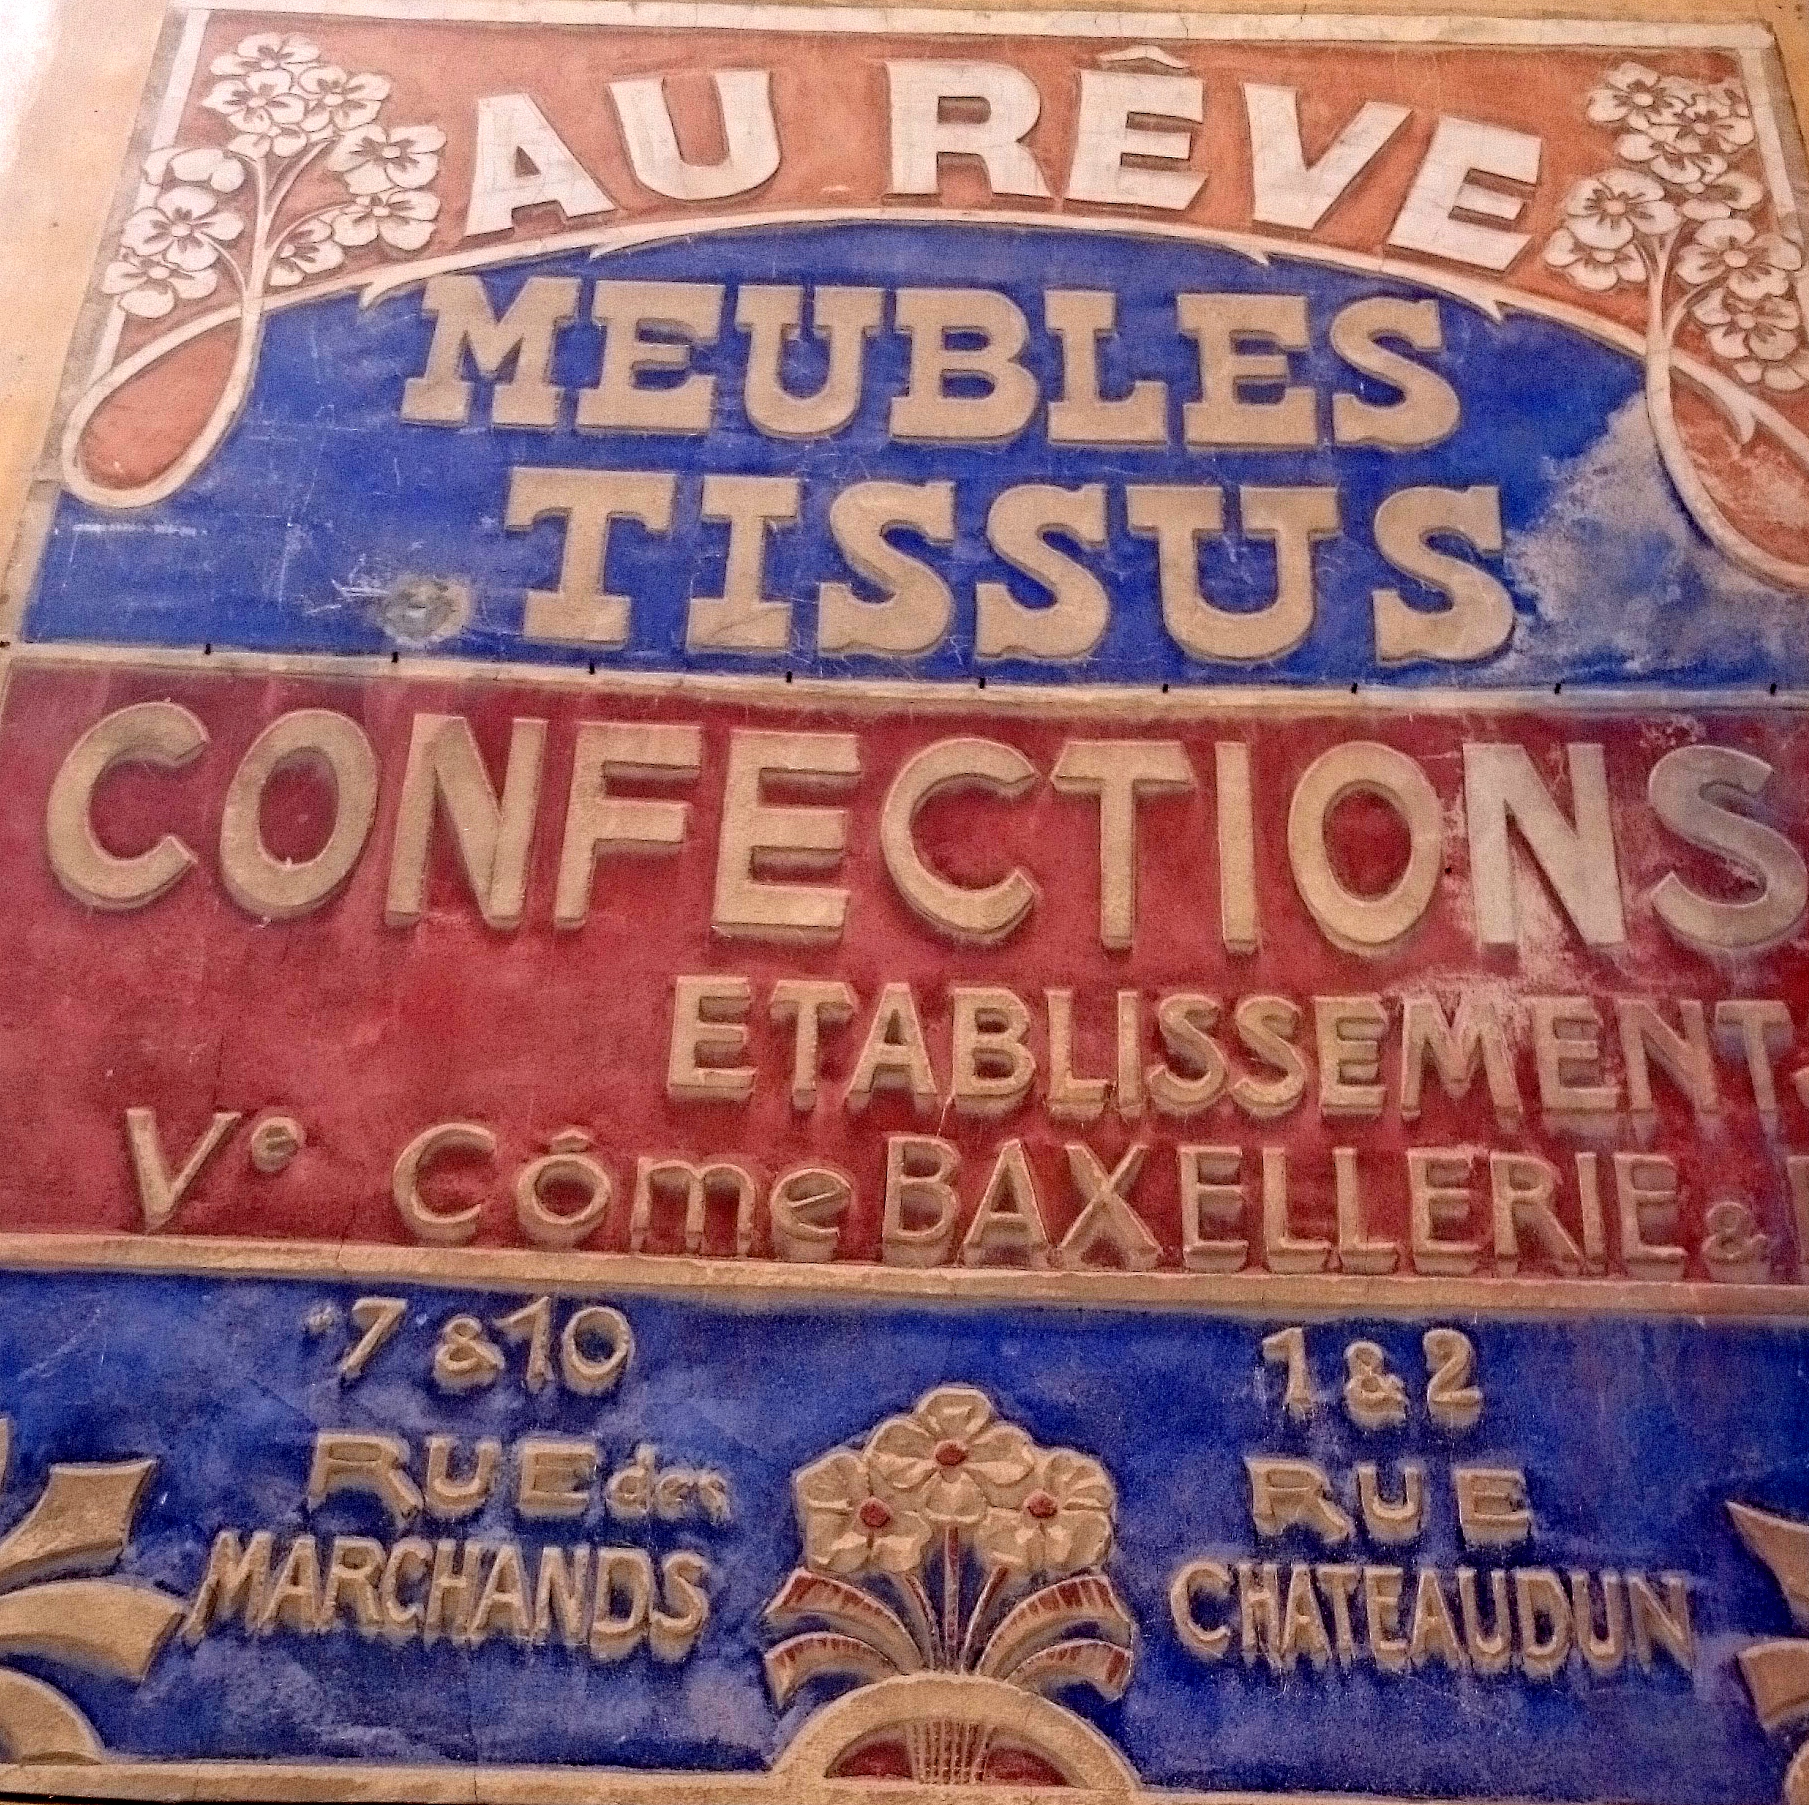 AU RÊVE
MEUBLES
TISSUS
CONFECTIONS
ETABLISSEMENT
Ve Côme BAXELLERIE &
7 & 10
RUE des
MARCHANDS
1 & 2
RUE
CHATEAUDUN